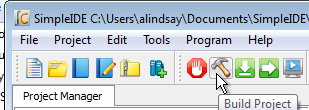 SimpleIDE C:\Users\alindsay\Documents\SimpleIDE\
File Project Edit Tools Program Help
Project Manager
Build Project